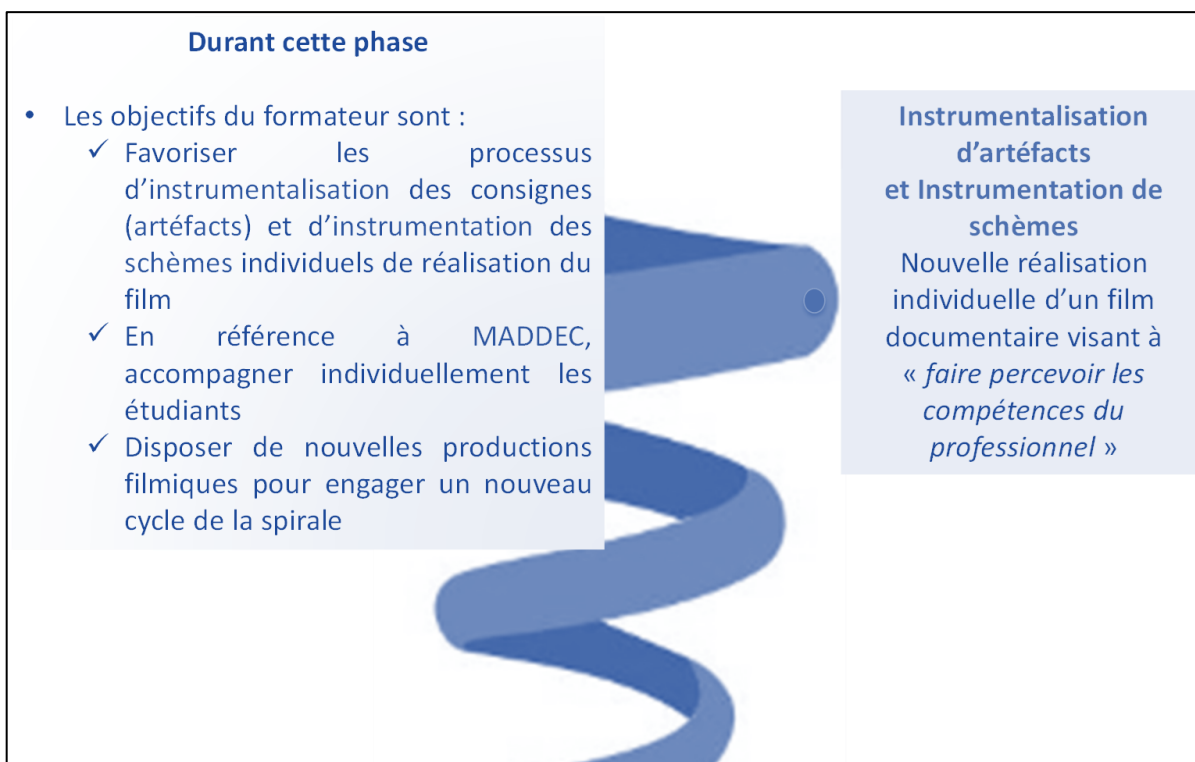 Durant cette phase
• Les objectifs du formateur sont :
✓ Favoriser les processus
d’instrumentalisation des consignes
(artéfacts) et d’instrumentation des
schèmes individuels de réalisation du
film
✓ En référence à MADDEC,
accompagner individuellement les
étudiants
✓ Disposer de nouvelles productions
filmiques pour engager un nouveau
cycle de la spirale
Instrumentalisation
d’artéfacts
et Instrumentation de
schèmes
Nouvelle réalisation
individuelle d’un film
documentaire visant à
« faire percevoir les
compétences du
professionnel »